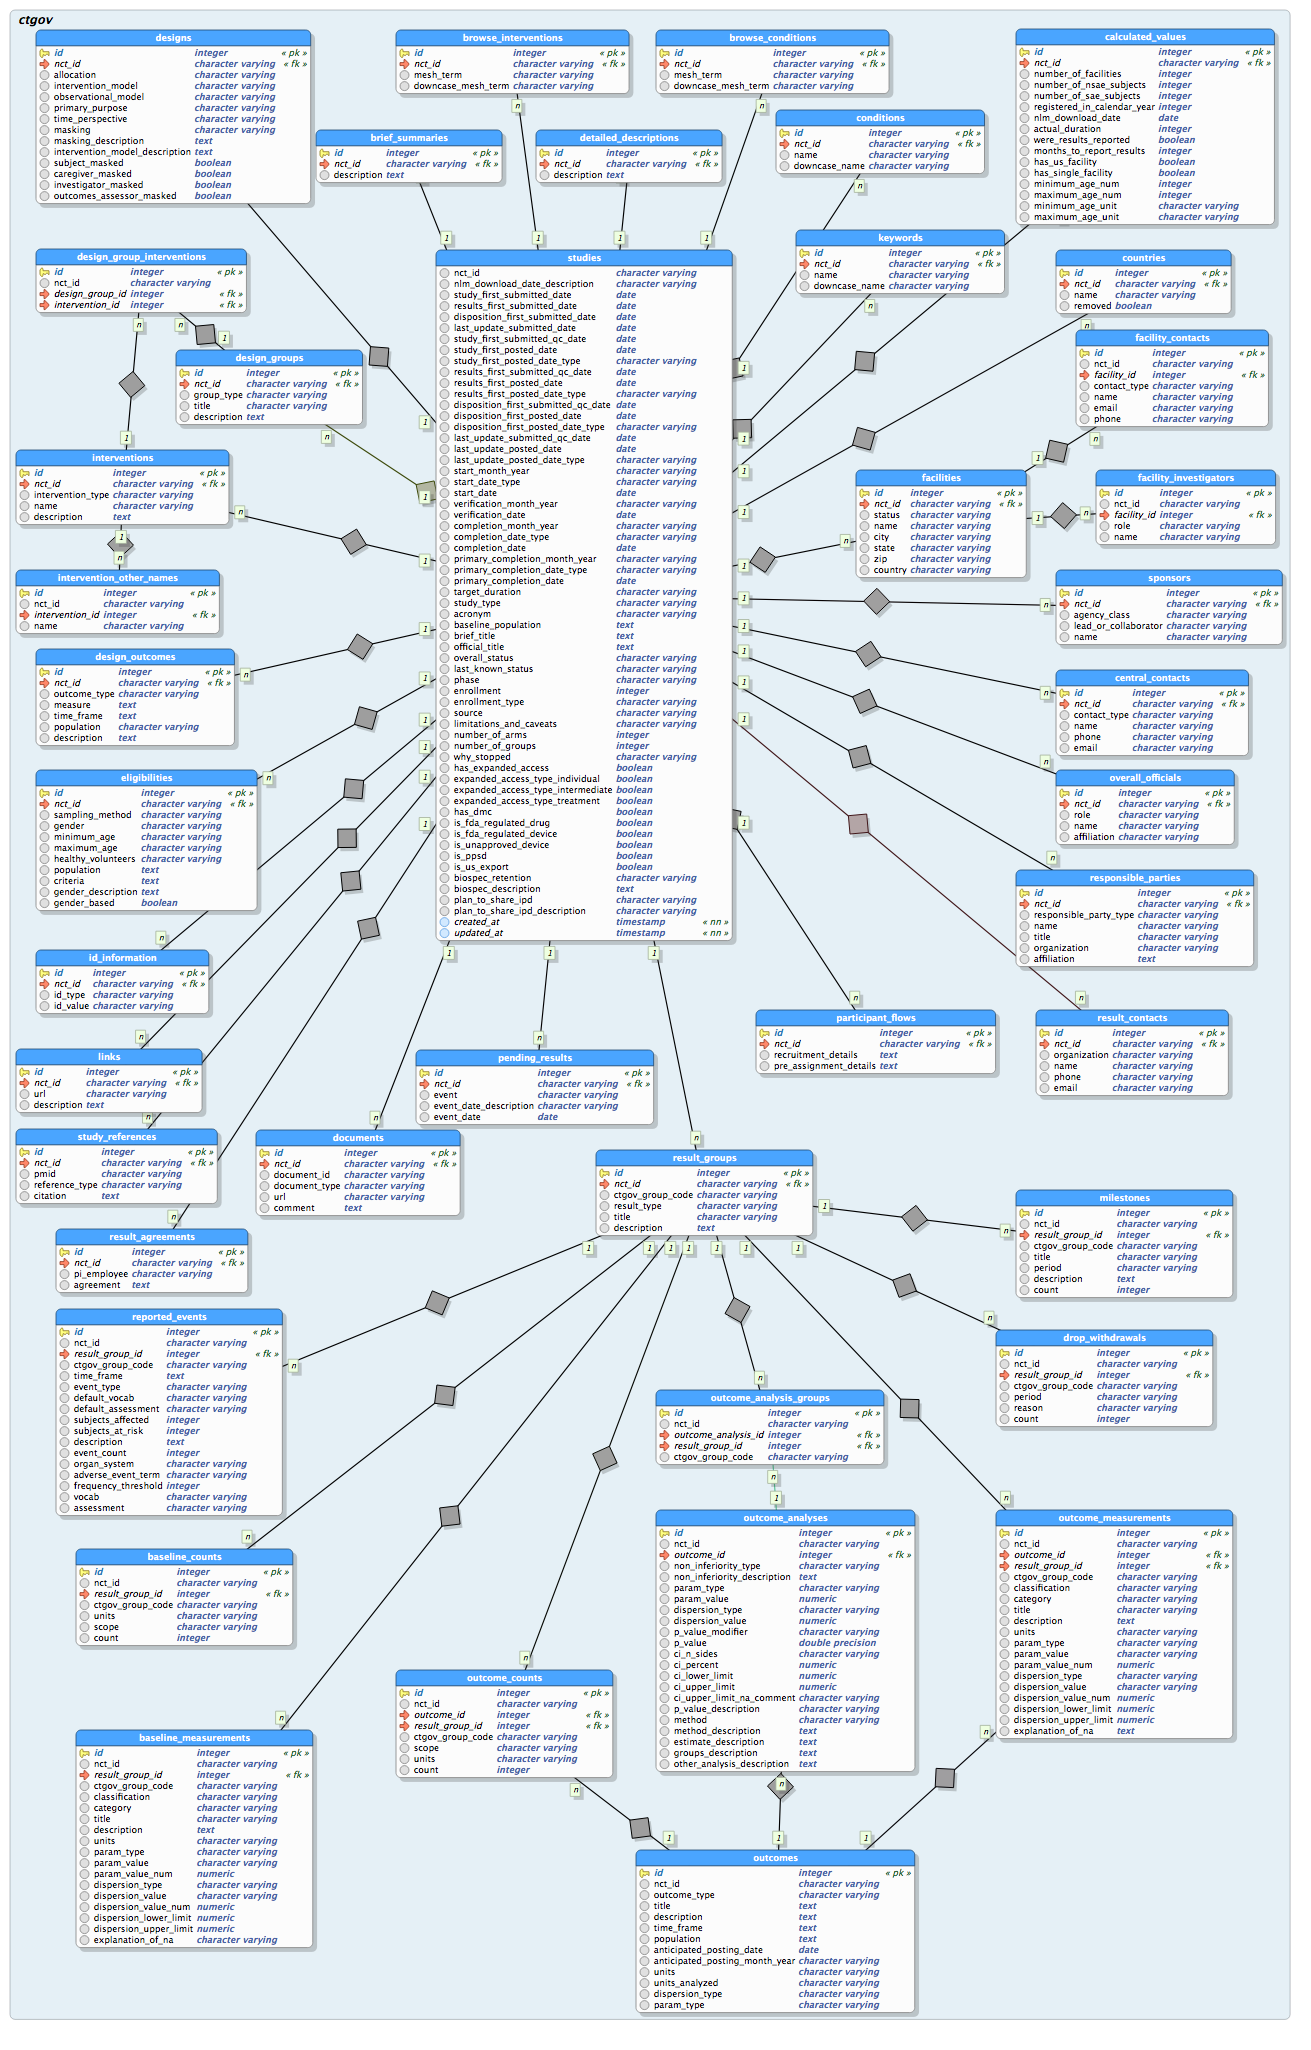 ctgov
designs
id integer « pk »
nct_id character varying « fk »
allocation character varying
intervention_model character varying
observational_model character varying
primary_purpose character varying
time_perspective character varying
masking character varying
masking_description text
intervention_model_description text
subject_masked boolean
caregiver_masked boolean
investigator_masked boolean
outcomes_assessor_masked boolean
browse_interventions
id integer « pk »
nct_id character varying « fk »
mesh_term character varying
downcase_mesh_term character varying
browse_conditions
id integer « pk »
nct_id character varying « fk »
mesh_term character varying
downcase_mesh_term character varying
calculated_values
id integer « pk »
nct_id character varying « fk »
number_of_facilities integer
number_of_nsae_subjects integer
number_of_sae_subjects integer
registered_in_calendar_year integer
nlm_download_date date
actual_duration integer
were_results_reported boolean
months_to_report_results integer
has_us_facility boolean
has_single_facility boolean
minimum_age_num integer
maximum_age_num integer
minimum_age_unit character varying
maximum_age_unit character varying
brief_summaries
id integer « pk »
nct_id character varying « fk »
description text
detailed_descriptions
id integer « pk »
nct_id character varying « fk »
description text
conditions
id integer « pk »
nct_id character varying « fk »
name character varying
downcase_name character varying
keywords
id integer « pk »
nct_id character varying « fk »
name character varying
downcase_name character varying
countries
id integer « pk »
nct_id character varying « fk »
name character varying
removed boolean
design_group_interventions
id integer « pk »
nct_id character varying
design_group_id integer « fk »
intervention_id integer « fk »
design_groups
id integer « pk »
nct_id character varying « fk »
group_type character varying
title character varying
description text
studies
nct_id character varying
nlm_download_date_description character varying
study_first_submitted_date date
results_first_submitted_date date
disposition_first_submitted_date date
last_update_submitted_date date
study_first_submitted_qc_date date
study_first_posted_date date
study_first_posted_date_type character varying
results_first_submitted_qc_date date
results_first_posted_date date
results_first_posted_date_type character varying
disposition_first_submitted_qc_date date
disposition_first_posted_date date
disposition_first_posted_date_type character varying
last_update_submitted_qc_date date
last_update_posted_date date
last_update_posted_date_type character varying
start_month_year character varying
start_date_type character varying
start_date date
verification_month_year character varying
verification_date date
completion_month_year character varying
completion_date_type character varying
completion_date date
primary_completion_month_year character varying
primary_completion_date_type character varying
primary_completion_date date
target_duration character varying
study_type character varying
acronym character varying
baseline_population text
brief_title text
official_title text
overall_status character varying
last_known_status character varying
phase character varying
enrollment integer
enrollment_type character varying
source character varying
limitations_and_caveats character varying
number_of_arms integer
number_of_groups integer
why_stopped character varying
has_expanded_access boolean
expanded_access_type_individual boolean
expanded_access_type_intermediate boolean
expanded_access_type_treatment boolean
has_dmc boolean
is_fda_regulated_drug boolean
is_fda_regulated_device boolean
is_unapproved_device boolean
is_ppsd boolean
is_us_export boolean
biospec_retention character varying
biospec_description text
plan_to_share_ipd character varying
plan_to_share_ipd_description character varying
created_at timestamp « nn »
updated_at timestamp « nn »
facility_contacts
id integer « pk »
nct_id character varying
facility_id integer « fk »
contact_type character varying
name character varying
email character varying
phone character varying
interventions
id integer « pk »
nct_id character varying « fk »
intervention_type character varying
name character varying
description text
facilities
id integer « pk »
nct_id character varying « fk »
status character varying
name character varying
city character varying
state character varying
zip character varying
country character varying
facility_investigators
id integer « pk »
nct_id character varying
facility_id integer « fk »
role character varying
name character varying
intervention_other_names
id integer « pk »
nct_id character varying
intervention_id integer « fk »
name character varying
sponsors
id integer « pk »
nct_id character varying « fk »
agency_class character varying
lead_or_collaborator character varying
name character varying
design_outcomes
id integer « pk »
nct_id character varying « fk »
outcome_type character varying
measure text
time_frame text
population character varying
description text
central_contacts
id integer « pk »
nct_id character varying « fk »
contact_type character varying
name character varying
phone character varying
email character varying
eligibilities
id integer « pk »
nct_id character varying « fk »
sampling_method character varying
gender character varying
minimum_age character varying
maximum_age character varying
healthy_volunteers character varying
population text
criteria text
gender_description text
gender_based boolean
overall_officials
id integer « pk »
nct_id character varying « fk »
role character varying
name character varying
affiliation character varying
responsible_parties
id integer « pk »
nct_id character varying « fk »
responsible_party_type character varying
name character varying
title character varying
organization character varying
affiliation text
id_information
id integer « pk »
nct_id character varying « fk »
id_type character varying
id_value character varying
participant_flows
id integer « pk »
nct_id character varying « fk »
recruitment_details text
pre_assignment_details text
result_contacts
id integer « pk »
nct_id character varying « fk »
organization character varying
name character varying
phone character varying
email character varying
links
id integer « pk »
nct_id character varying « fk »
url character varying
description text
pending_results
id integer « pk »
nct_id character varying « fk »
event character varying
event_date_description character varying
event_date date
study_references
id integer « pk »
nct_id character varying « fk »
pmid character varying
reference_type character varying
citation text
documents
id integer « pk »
nct_id character varying « fk »
document_id character varying
document_type character varying
url character varying
comment text
result_groups
id integer « pk »
nct_id character varying « fk »
ctgov_group_code character varying
result_type character varying
title character varying
description text
milestones
id integer « pk »
nct_id character varying
result_group_id integer « fk »
ctgov_group_code character varying
title character varying
period character varying
description text
count integer
result_agreements
id integer « pk »
nct_id character varying « fk »
pi_employee character varying
agreement text
reported_events
id integer « pk »
nct_id character varying
result_group_id integer « fk »
ctgov_group_code character varying
time_frame text
event_type character varying
default_vocab character varying
default_assessment character varying
subjects_affected integer
subjects_at_risk integer
description text
event_count integer
organ_system character varying
adverse_event_term character varying
frequency_threshold integer
vocab character varying
assessment character varying
drop_withdrawals
id integer « pk »
nct_id character varying
result_group_id integer « fk »
ctgov_group_code character varying
period character varying
reason character varying
count integer
outcome_analysis_groups
id integer « pk »
nct_id character varying
outcome_analysis_id integer « fk »
result_group_id integer « fk »
ctgov_group_code character varying
baseline_counts
id integer « pk »
nct_id character varying
result_group_id integer « fk »
ctgov_group_code character varying
units character varying
scope character varying
count integer
outcome_analyses
id integer « pk »
nct_id character varying
outcome_id integer « fk »
non_inferiority_type character varying
non_inferiority_description text
param_type character varying
param_value numeric
dispersion_type character varying
dispersion_value numeric
p_value_modifier character varying
p_value double precision
ci_n_sides character varying
ci_percent numeric
ci_lower_limit numeric
ci_upper_limit numeric
ci_upper_limit_na_comment character varying
p_value_description character varying
method character varying
method_description text
estimate_description text
groups_description text
other_analysis_description text
outcome_measurements
id integer « pk »
nct_id character varying
outcome_id integer « fk »
result_group_id integer « fk »
ctgov_group_code character varying
classification character varying
category character varying
title character varying
description text
units character varying
param_type character varying
param_value character varying
param_value_num numeric
dispersion_type character varying
dispersion_value character varying
dispersion_value_num numeric
dispersion_lower_limit numeric
dispersion_upper_limit numeric
explanation_of_na text
outcome_counts
id integer « pk »
nct_id character varying
outcome_id integer « fk »
result_group_id integer « fk »
ctgov_group_code character varying
scope character varying
units character varying
count integer
baseline_measurements
id integer « pk »
nct_id character varying
result_group_id integer « fk »
ctgov_group_code character varying
classification character varying
category character varying
title character varying
description text
units character varying
param_type character varying
param_value character varying
param_value_num numeric
dispersion_type character varying
dispersion_value character varying
dispersion_value_num numeric
dispersion_lower_limit numeric
dispersion_upper_limit numeric
explanation_of_na character varying
outcomes
id integer « pk »
nct_id character varying
outcome_type character varying
title text
description text
time_frame text
population text
anticipated_posting_date date
anticipated_posting_month_year character varying
units character varying
units_analyzed character varying
dispersion_type character varying
param_type character varying